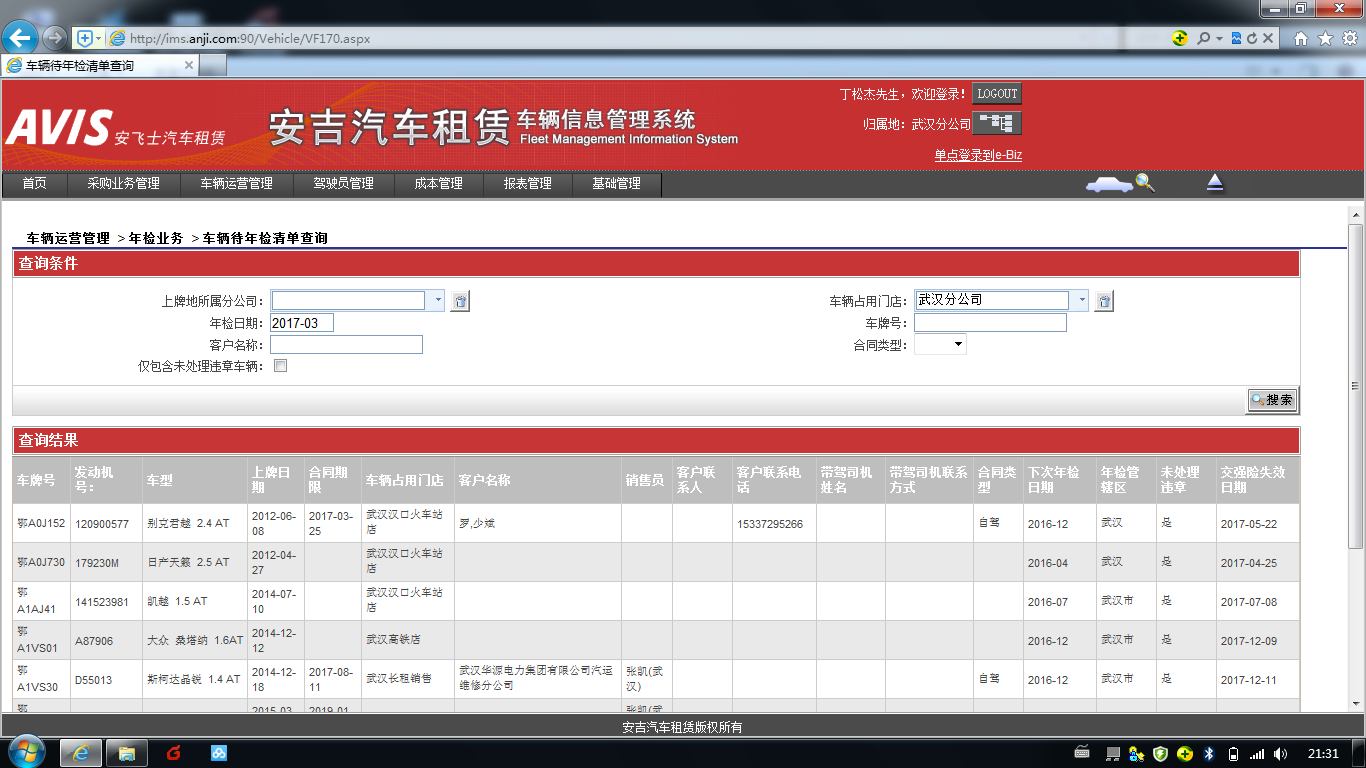 http://ims.anji.com:90/Vehicle/VF170.aspx
车辆待年检清单查询
AVIS 安飞士汽车租赁
安吉汽车租赁 车辆信息管理系统
Fleet Management Information System
丁松杰先生，欢迎登录！ LOGOUT
归属地：武汉分公司
单点登录到e-Biz
首页 采购业务管理 车辆运营管理 驾驶员管理 成本管理 报表管理 基础管理
车辆运营管理 >年检业务 >车辆待年检清单查询
查询条件
上牌地所属分公司： 车辆占用门店： 武汉分公司
年检日期： 2017-03 车牌号：
客户名称： 合同类型：
仅包含未处理违章车辆：
搜索
查询结果
车牌号 发动机号： 车型 上牌日期 合同期限 车辆占用门店 客户名称 销售员 客户联系人 客户联系电话 带驾司机姓名 带驾司机联系方式 合同类型 下次年检日期 年检管辖区 未处理违章 交强险失效日期
鄂A0J152 120900577 别克君越 2.4 AT 2012-06-08 2017-03-25 武汉汉口火车站店 罗,少斌 15337295266 自驾 2016-12 武汉 是 2017-05-22
鄂A0J730 179230M 日产天籁 2.5 AT 2012-04-27 武汉汉口火车站店 2016-04 武汉 是 2017-04-25
鄂A1AJ41 141523981 凯越 1.5 AT 2014-07-10 武汉汉口火车站店 2016-07 武汉市 是 2017-07-08
鄂A1VS01 A87906 大众 桑塔纳 1.6AT 2014-12-12 武汉高铁店 2016-12 武汉市 是 2017-12-09
鄂A1VS30 D55013 斯柯达晶锐 1.4 AT 2014-12-18 2017-08-11 武汉长租销售 武汉华源电力集团有限公司汽运维修分公司 张凯(武汉) 自驾 2016-12 武汉市 是 2017-12-11
鄂 2015-03 2019-01 张凯(武
安吉汽车租赁版权所有
21:31